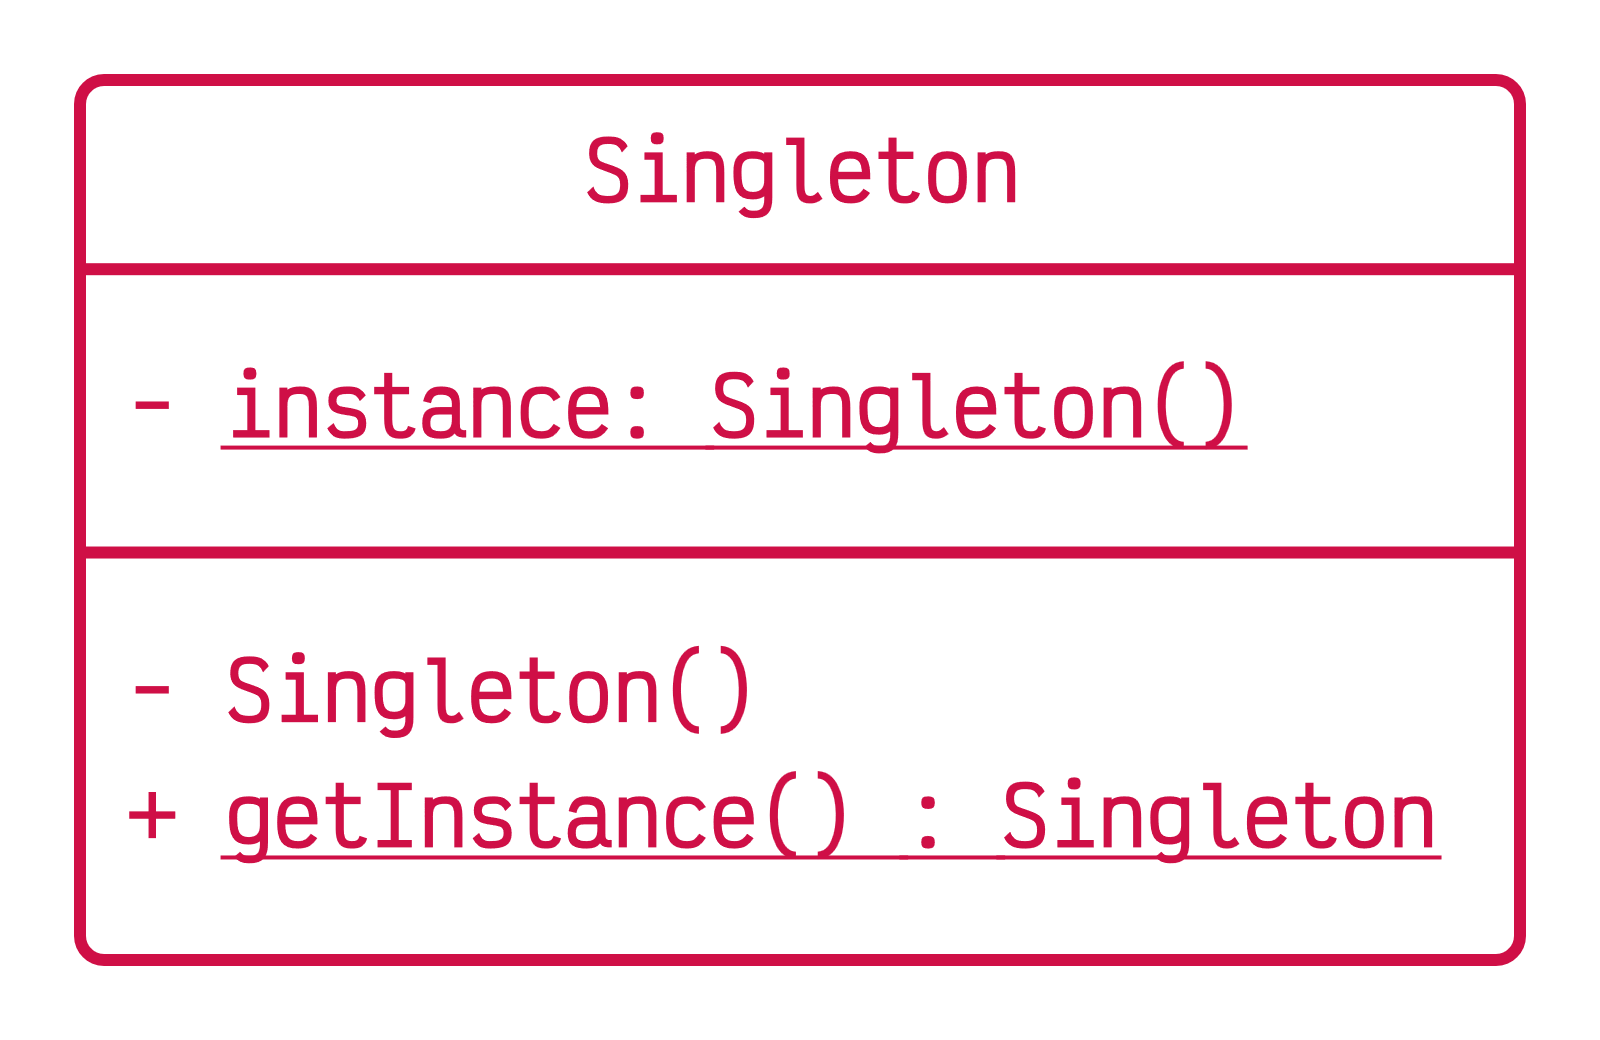 Singleton
- instance: Singleton()
- Singleton()
+ getInstance() : Singleton